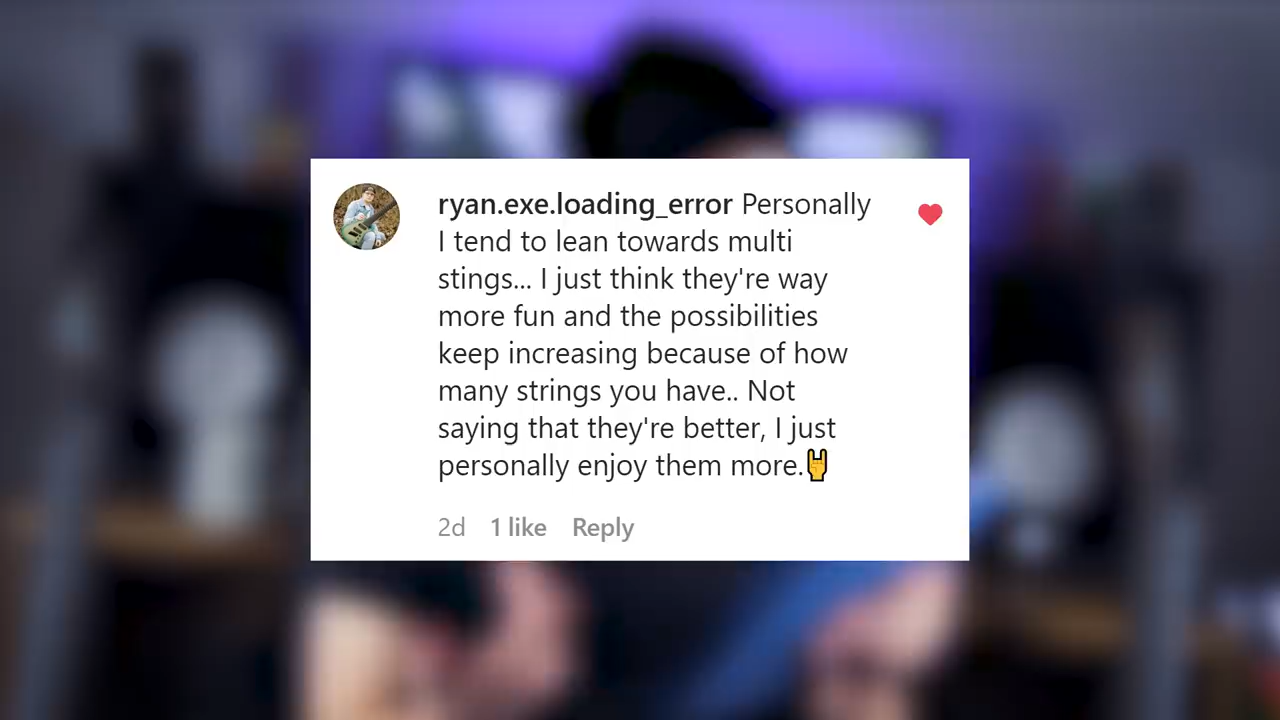 ryan.exe.loading_error Personally
I tend to lean towards multi
stings... I just think they're way
more fun and the possibilities
keep increasing because of how
many strings you have.. Not
saying that they're better, I just
personally enjoy them more.🤘
2d 1 like Reply